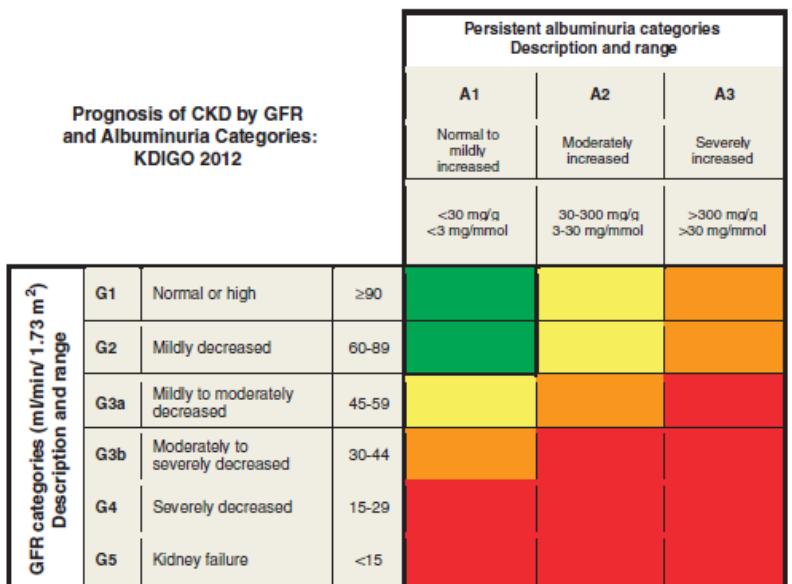 Persistent albuminuria categories
Description and range
Prognosis of CKD by GFR
and Albuminuria Categories:
KDIGO 2012
A1
A2
A3
Normal to
mildly
increased
Moderately
increased
Severely
increased
<30 mg/g
<3 mg/mmol
30-300 mg/g
3-30 mg/mmol
>300 mg/g
>30 mg/mmol
GFR categories (ml/min/ 1.73 m²)
Description and range
G1
Normal or high
≥90
G2
Mildly decreased
60-89
G3a
Mildly to moderately
decreased
45-59
G3b
Moderately to
severely decreased
30-44
G4
Severely decreased
15-29
G5
Kidney failure
<15